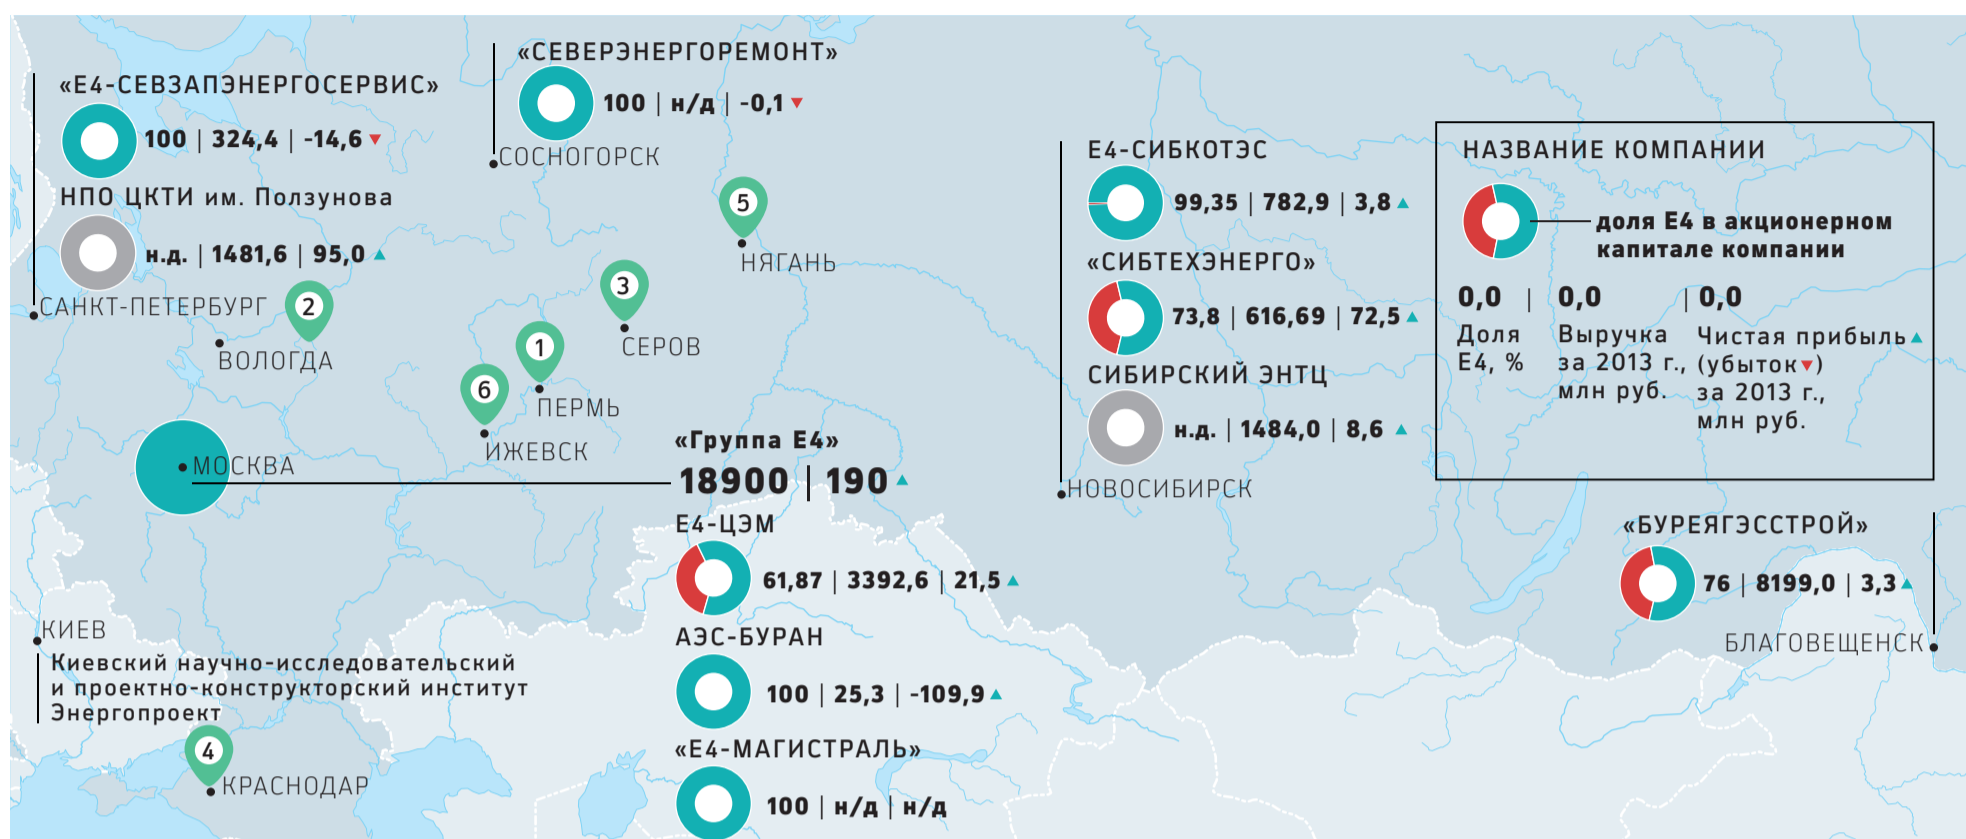 «Е4-СЕВЗАПЭНЕРГОСЕРВИС»
100 | 324,4 | -14,6
НПО ЦКТИ им. Ползунова
н.д. | 1481,6 | 95,0
САНКТ-ПЕТЕРБУРГ
«СЕВЕРЭНЕРГОРЕМОНТ»
100 | н/д | -0,1
СОСНОГОРСК
2
ВОЛОГДА
5
НЯГАНЬ
3
СЕРОВ
1
ПЕРМЬ
6
ИЖЕВСК
МОСКВА
«Группа Е4»
18900 | 190
Е4-ЦЭМ
61,87 | 3392,6 | 21,5
АЭС-БУРАН
100 | 25,3 | -109,9
«Е4-МАГИСТРАЛЬ»
100 | н/д | н/д
КИЕВ
Киевский научно-исследовательский
и проектно-конструкторский институт
Энергопроект
4
КРАСНОДАР
Е4-СИБКОТЭС
99,35 | 782,9 | 3,8
«СИБТЕХЭНЕРГО»
73,8 | 616,69 | 72,5
СИБИРСКИЙ ЭНТЦ
н.д. | 1484,0 | 8,6
НОВОСИБИРСК
НАЗВАНИЕ КОМПАНИИ
доля Е4 в акционерном
капитале компании
0,0 | 0,0 | 0,0
Доля
Е4, %
Выручка
за 2013 г.,
млн руб.
Чистая прибыль
(убыток)
за 2013 г.,
млн руб.
«БУРЕЯГЭССТРОЙ»
76 | 8199,0 | 3,3
БЛАГОВЕЩЕНСК